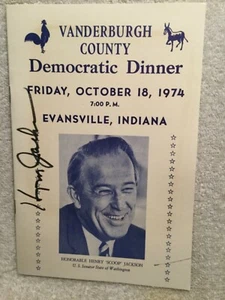 VANDERBURGH
COUNTY
Democratic Dinner
FRIDAY, OCTOBER 18, 1974
7:00 P. M.
EVANSVILLE, INDIANA
HONORABLE HENRY 'SCOOP' JACKSON
U. S. Senator State of Washington